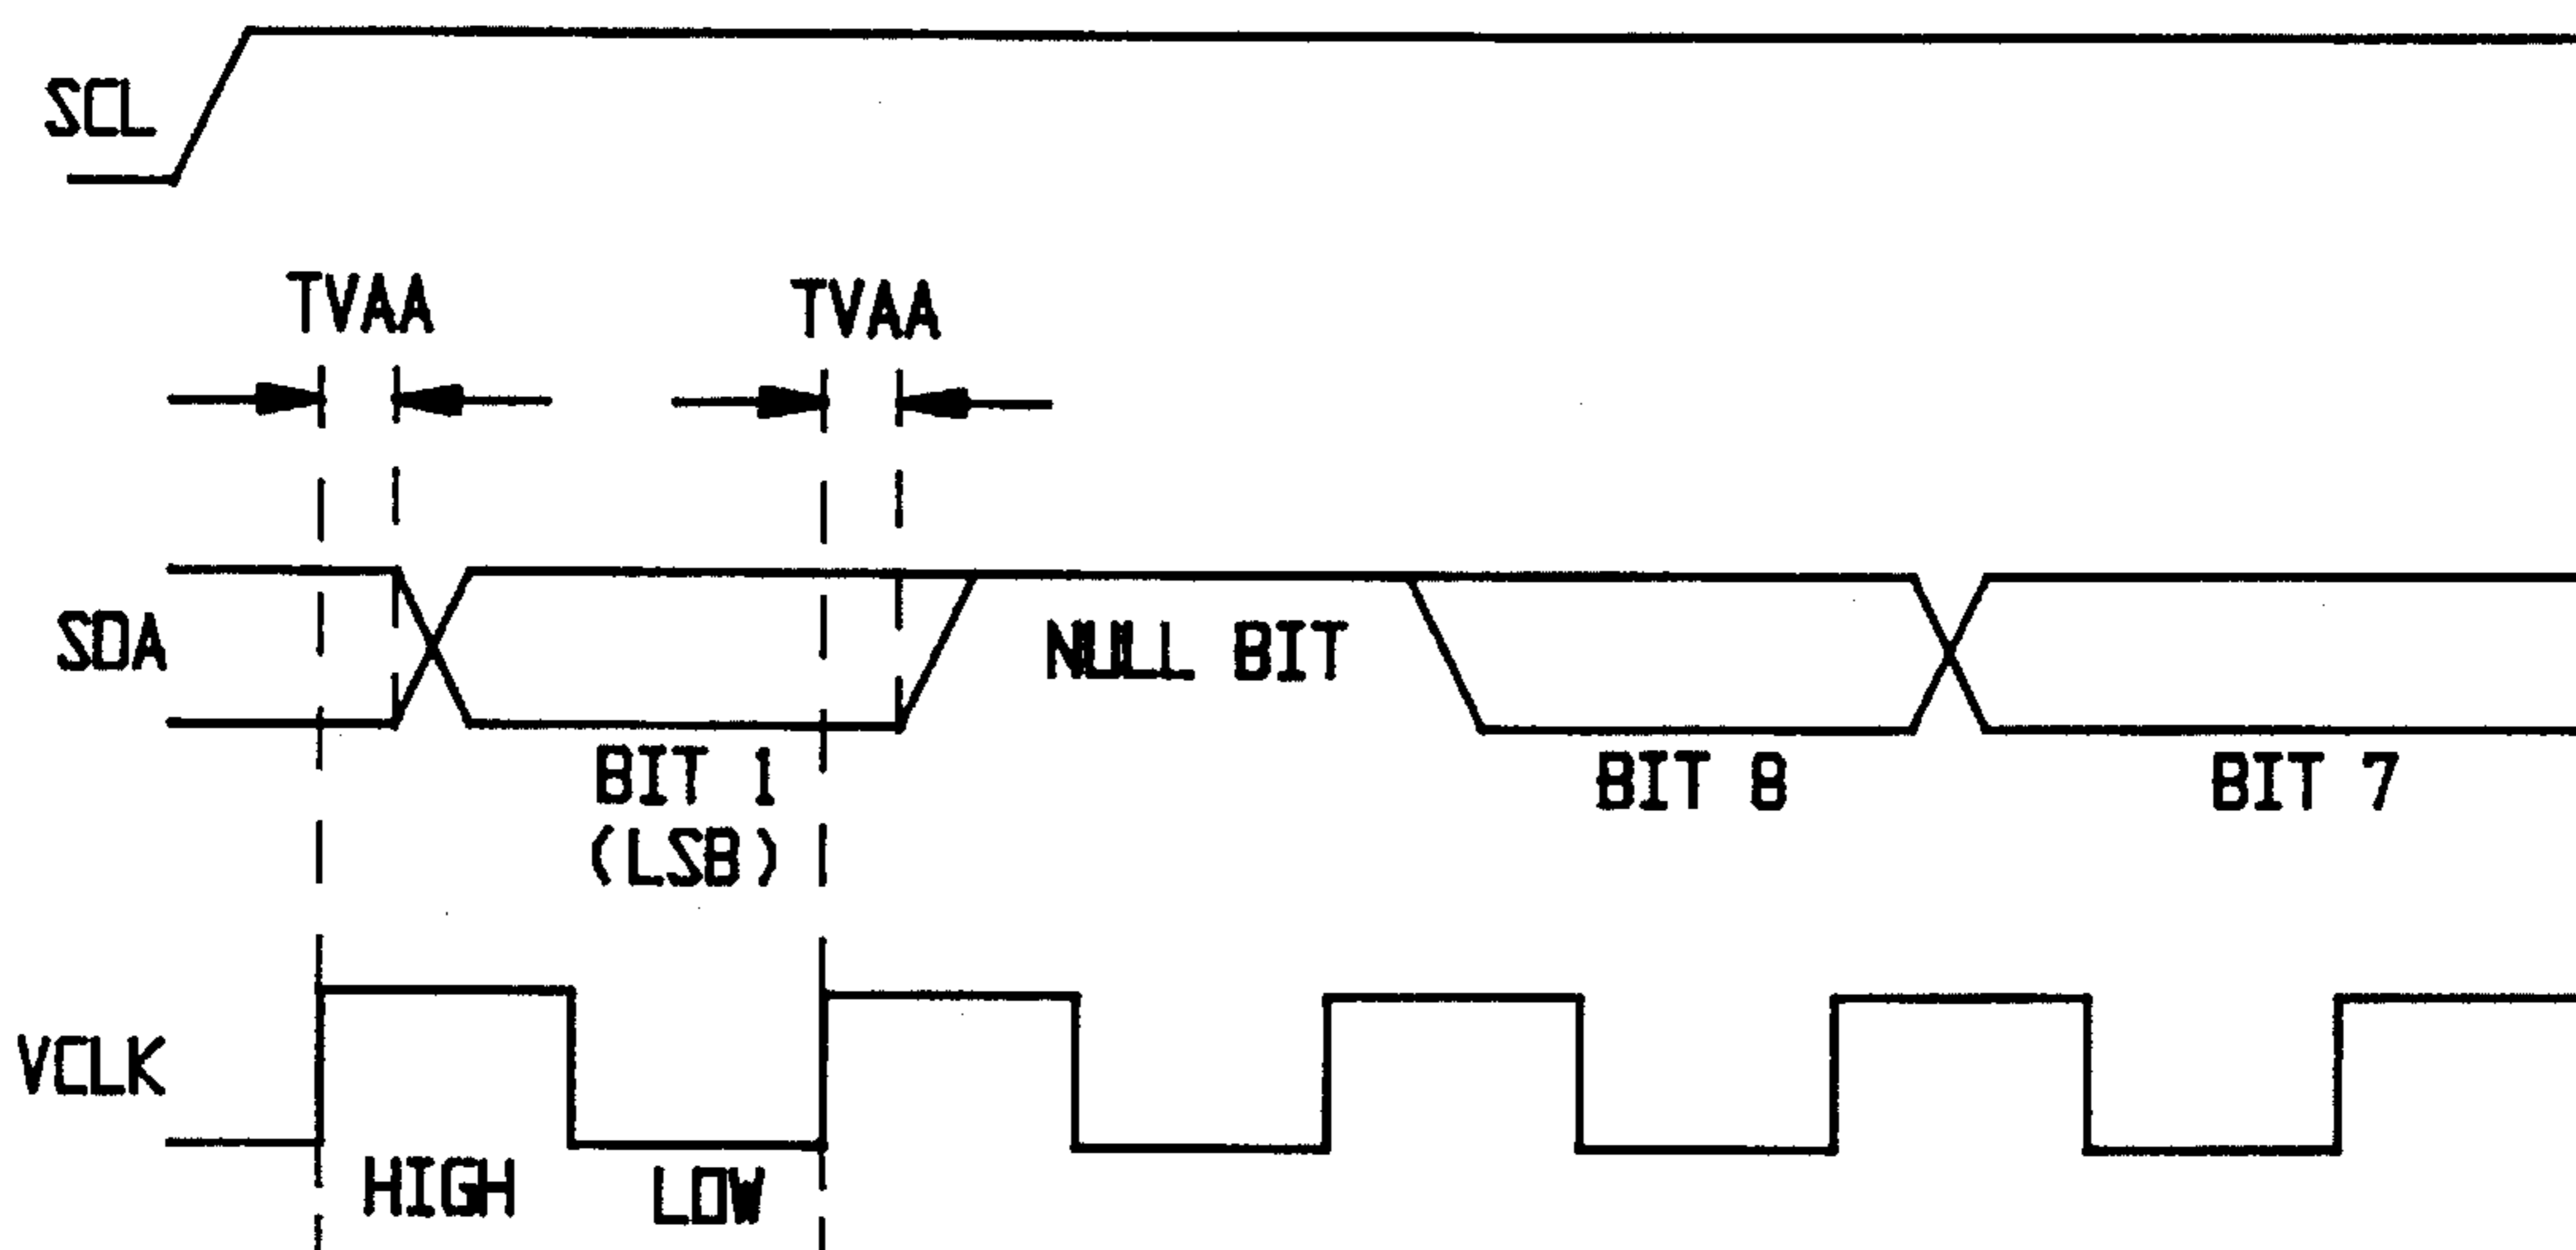 SCL
TVAA TVAA
SDA
NULL BIT
BIT 1
(LSB)
BIT 8
BIT 7
VCLK
HIGH
LOW